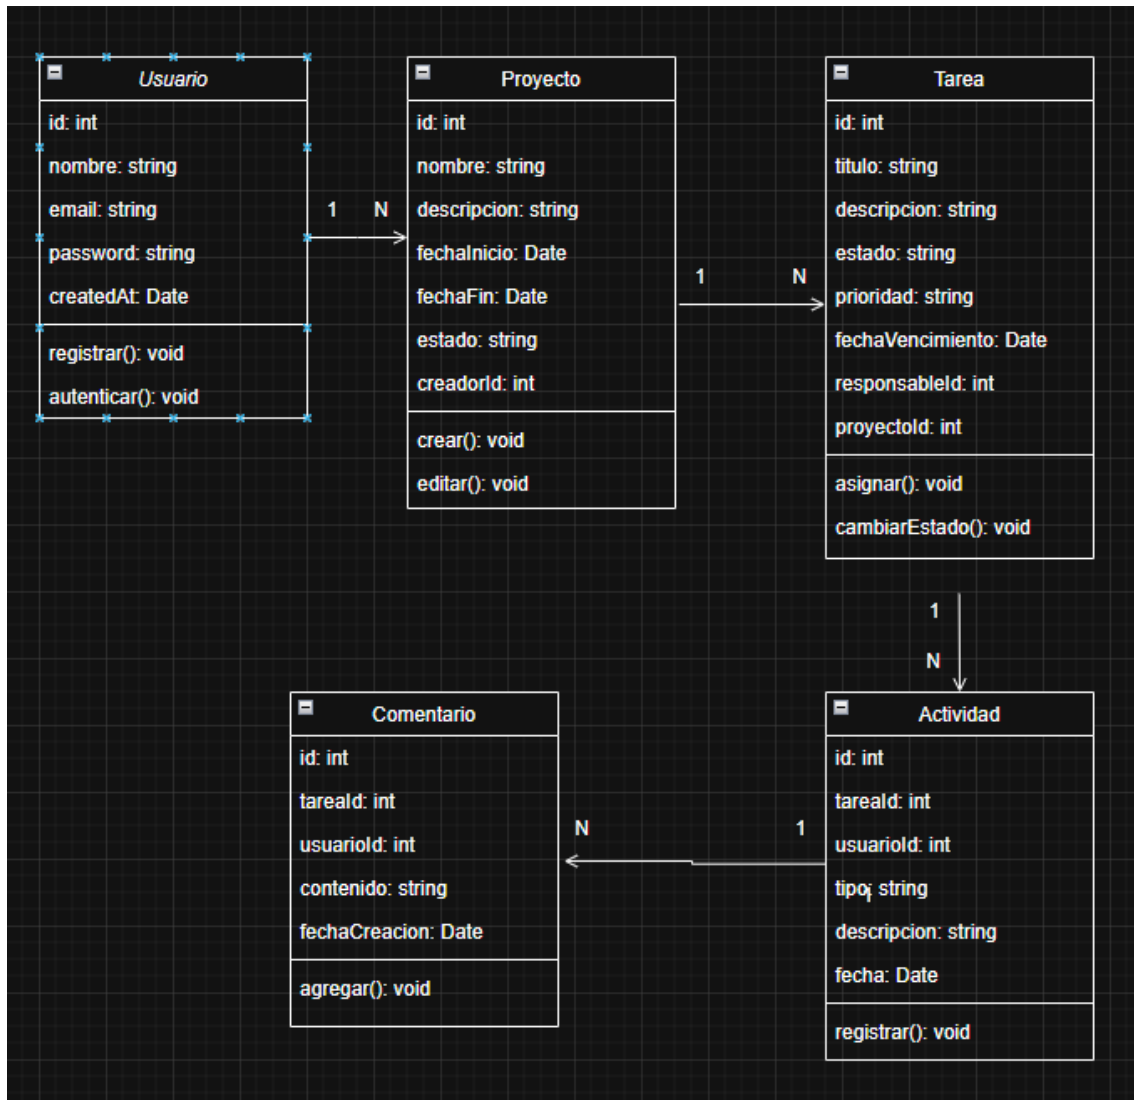 Usuario
id: int
nombre: string
email: string
password: string
createdAt: Date
registrar(): void
autenticar(): void
1 N
Proyecto
id: int
nombre: string
descripcion: string
fechaInicio: Date
fechaFin: Date
estado: string
creadorId: int
crear(): void
editar(): void
1 N
Tarea
id: int
titulo: string
descripcion: string
estado: string
prioridad: string
fechaVencimiento: Date
responsableId: int
proyectoId: int
asignar(): void
cambiarEstado(): void
1
N
Comentario
id: int
tareaId: int
usuarioId: int
contenido: string
fechaCreacion: Date
agregar(): void
N 1
Actividad
id: int
tareaId: int
usuarioId: int
tipo: string
descripcion: string
fecha: Date
registrar(): void